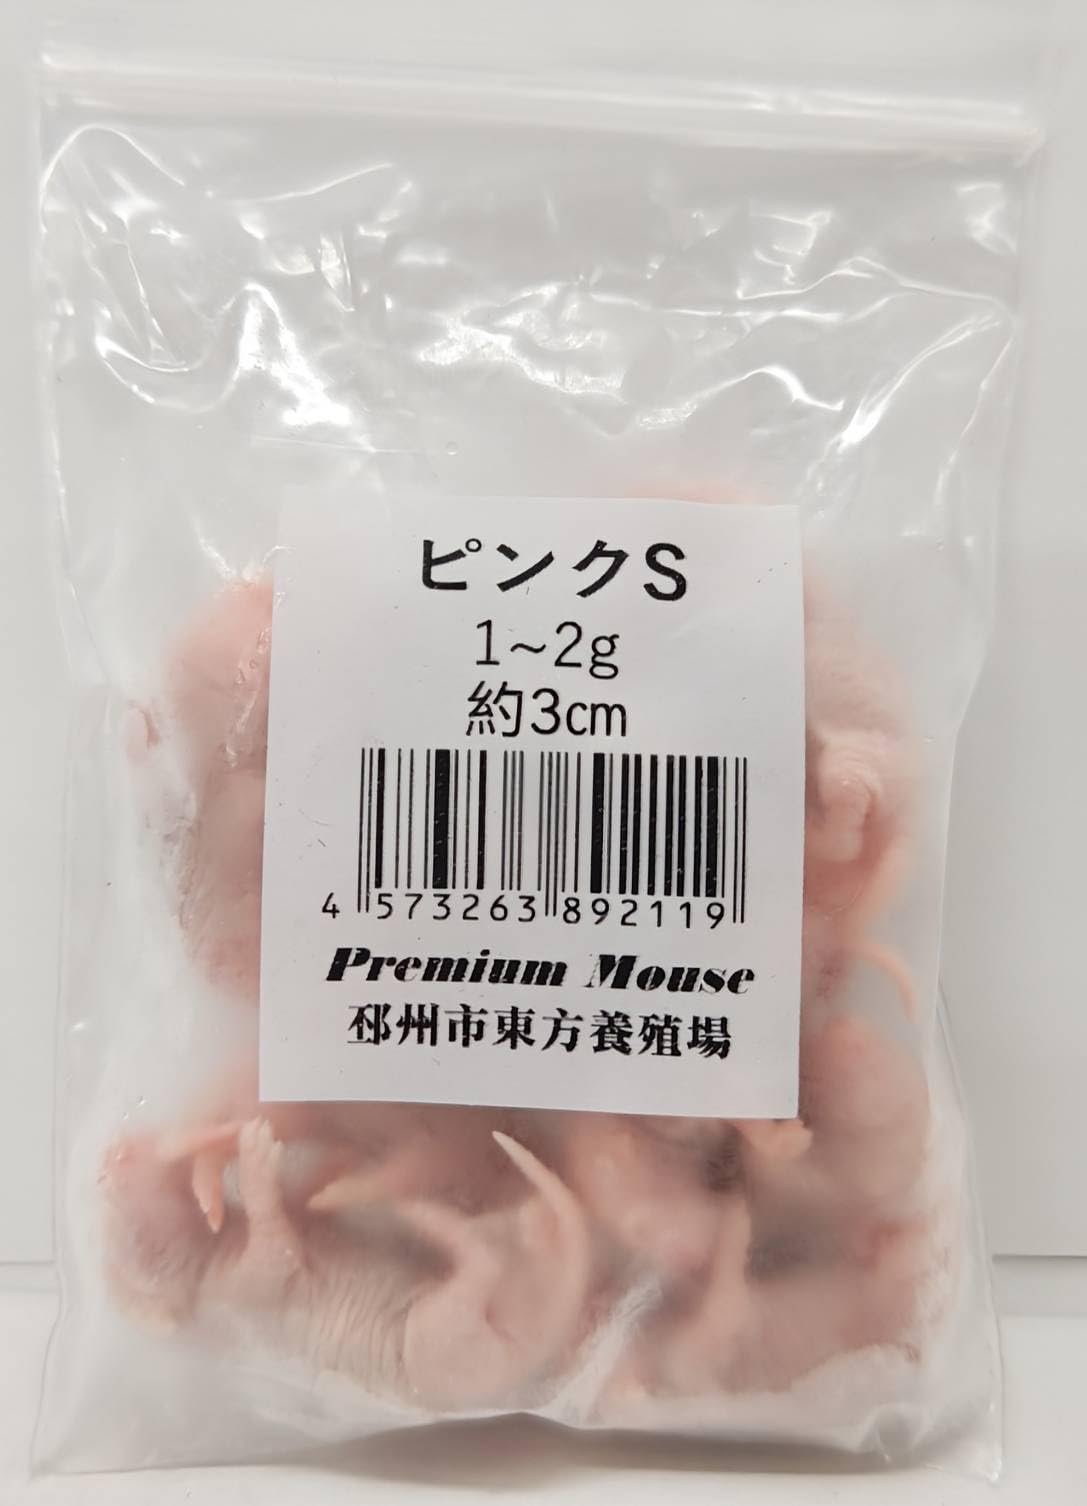 ピンクS
1~2g
約3cm
4 573263 892119
Premium Mouse
邳州市東方養殖場